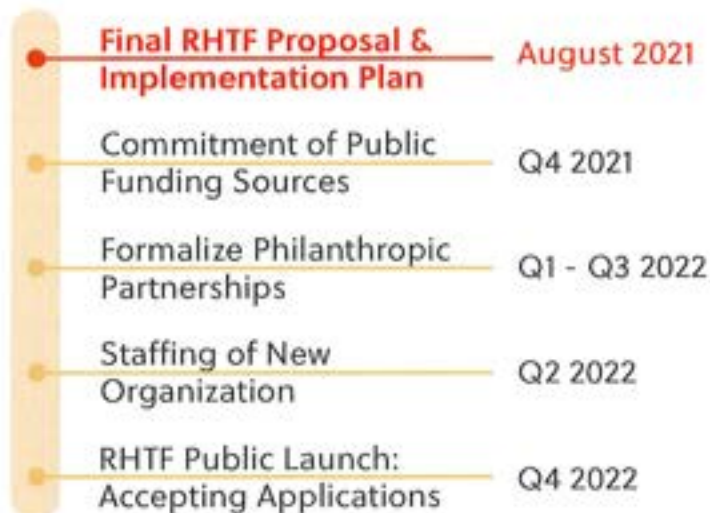 Final RHTF Proposal & August 2021
Implementation Plan
Commitment of Public Q4 2021
Funding Sources
Formalize Philanthropic Q1 - Q3 2022
Partnerships
Staffing of New Q2 2022
Organization
RHTF Public Launch: Q4 2022
Accepting Applications